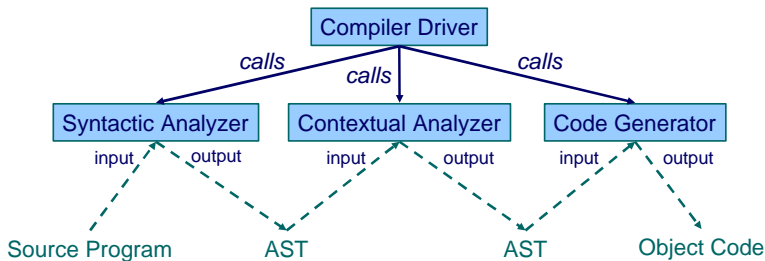 Compiler Driver
calls calls calls
Syntactic Analyzer Contextual Analyzer Code Generator
input output input output input output
Source Program AST AST Object Code